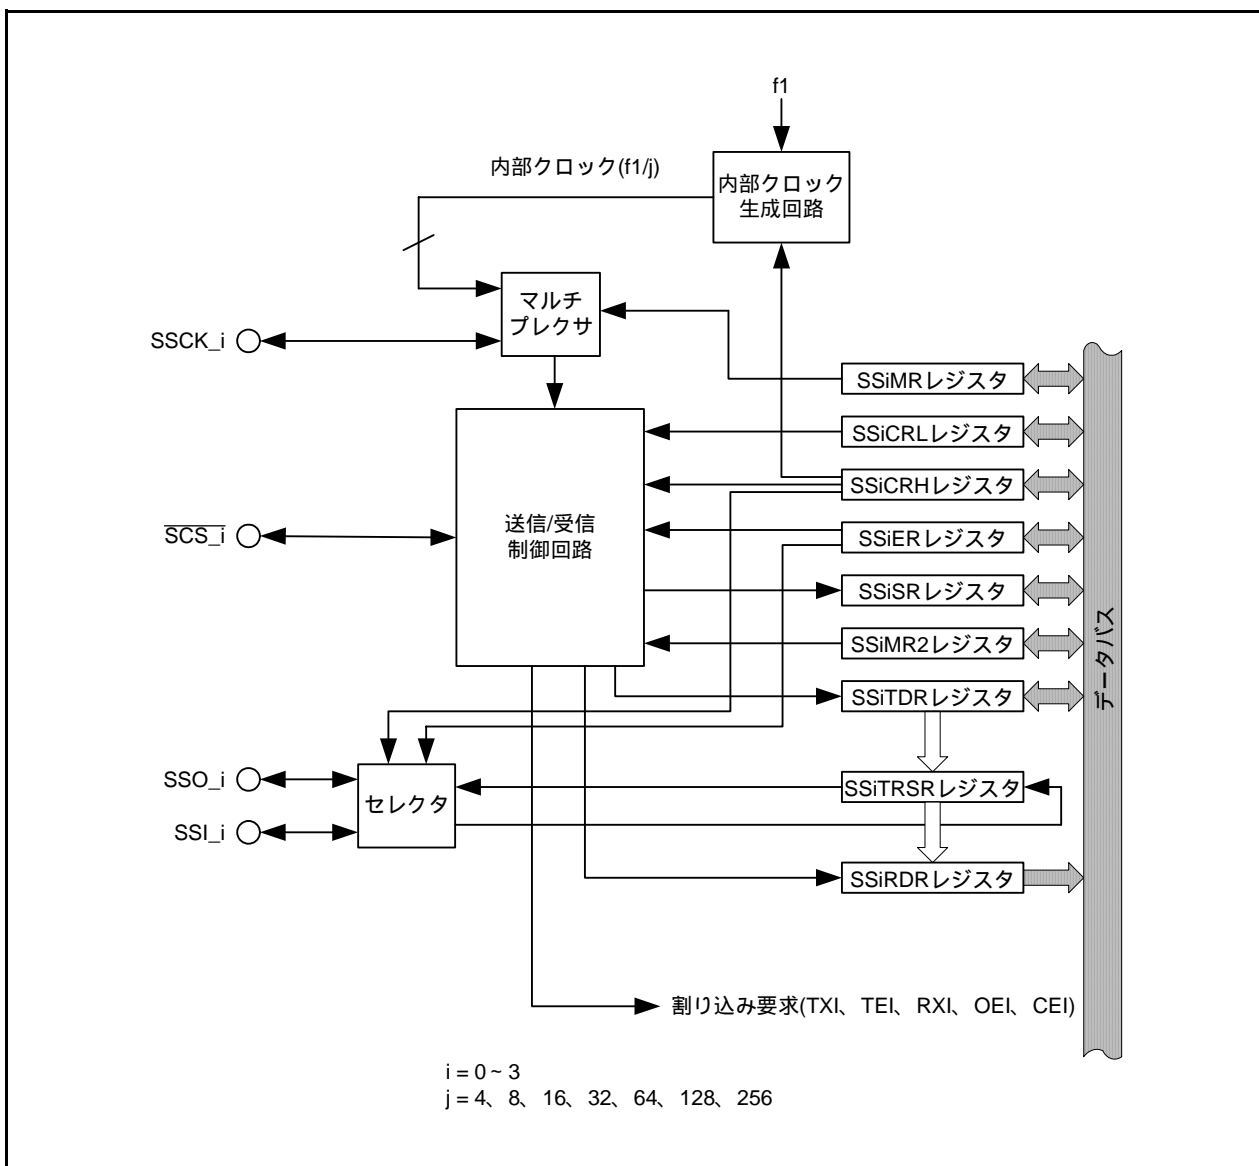 f1
内部クロック(f1/j)
内部クロック
生成回路
マルチ
プレクサ
SSCK_i
SSiMRレジスタ
SSiCRLレジスタ
SSiCRHレジスタ
SCS_i
送信/受信
制御回路
SSiERレジスタ
SSiSRレジスタ
SSiMR2レジスタ
データバス
SSiTDRレジスタ
SSO_i
セレクタ
SSiTRSRレジスタ
SSI_i
SSiRDRレジスタ
割り込み要求(TXI、TEI、RXI、OEI、CEI)
i = 0 ~ 3
j = 4、8、16、32、64、128、256